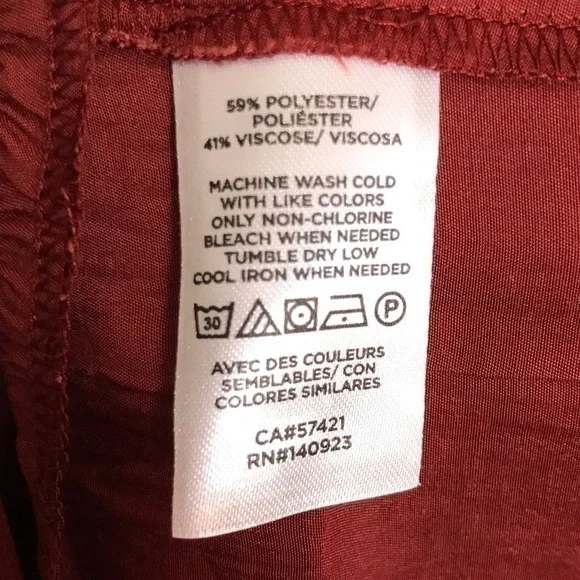 59% POLYESTER/
POLIÉSTER
41% VISCOSE/ VISCOSA
MACHINE WASH COLD
WITH LIKE COLORS
ONLY NON-CHLORINE
BLEACH WHEN NEEDED
TUMBLE DRY LOW
COOL IRON WHEN NEEDED
30 P
AVEC DES COULEURS
SEMBLABLES/ CON
COLORES SIMILARES
CA#57421
RN#140923